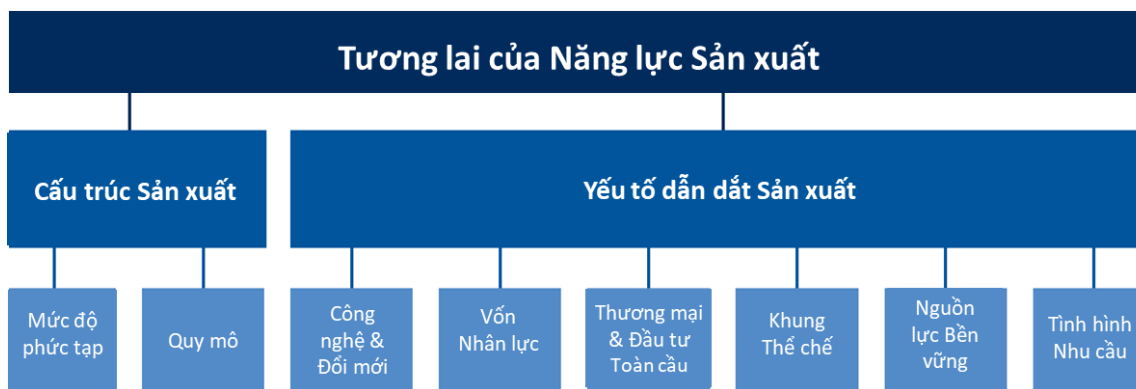 Tương lai của Năng lực Sản xuất
Cấu trúc Sản xuất
Yếu tố dẫn dắt Sản xuất
Mức độ
phức tạp
Quy mô
Công
nghệ &
Đổi mới
Vốn
Nhân lực
Thương mại
& Đầu tư
Toàn cầu
Khung
Thể chế
Nguồn
lực Bền
vững
Tình hình
Nhu cầu